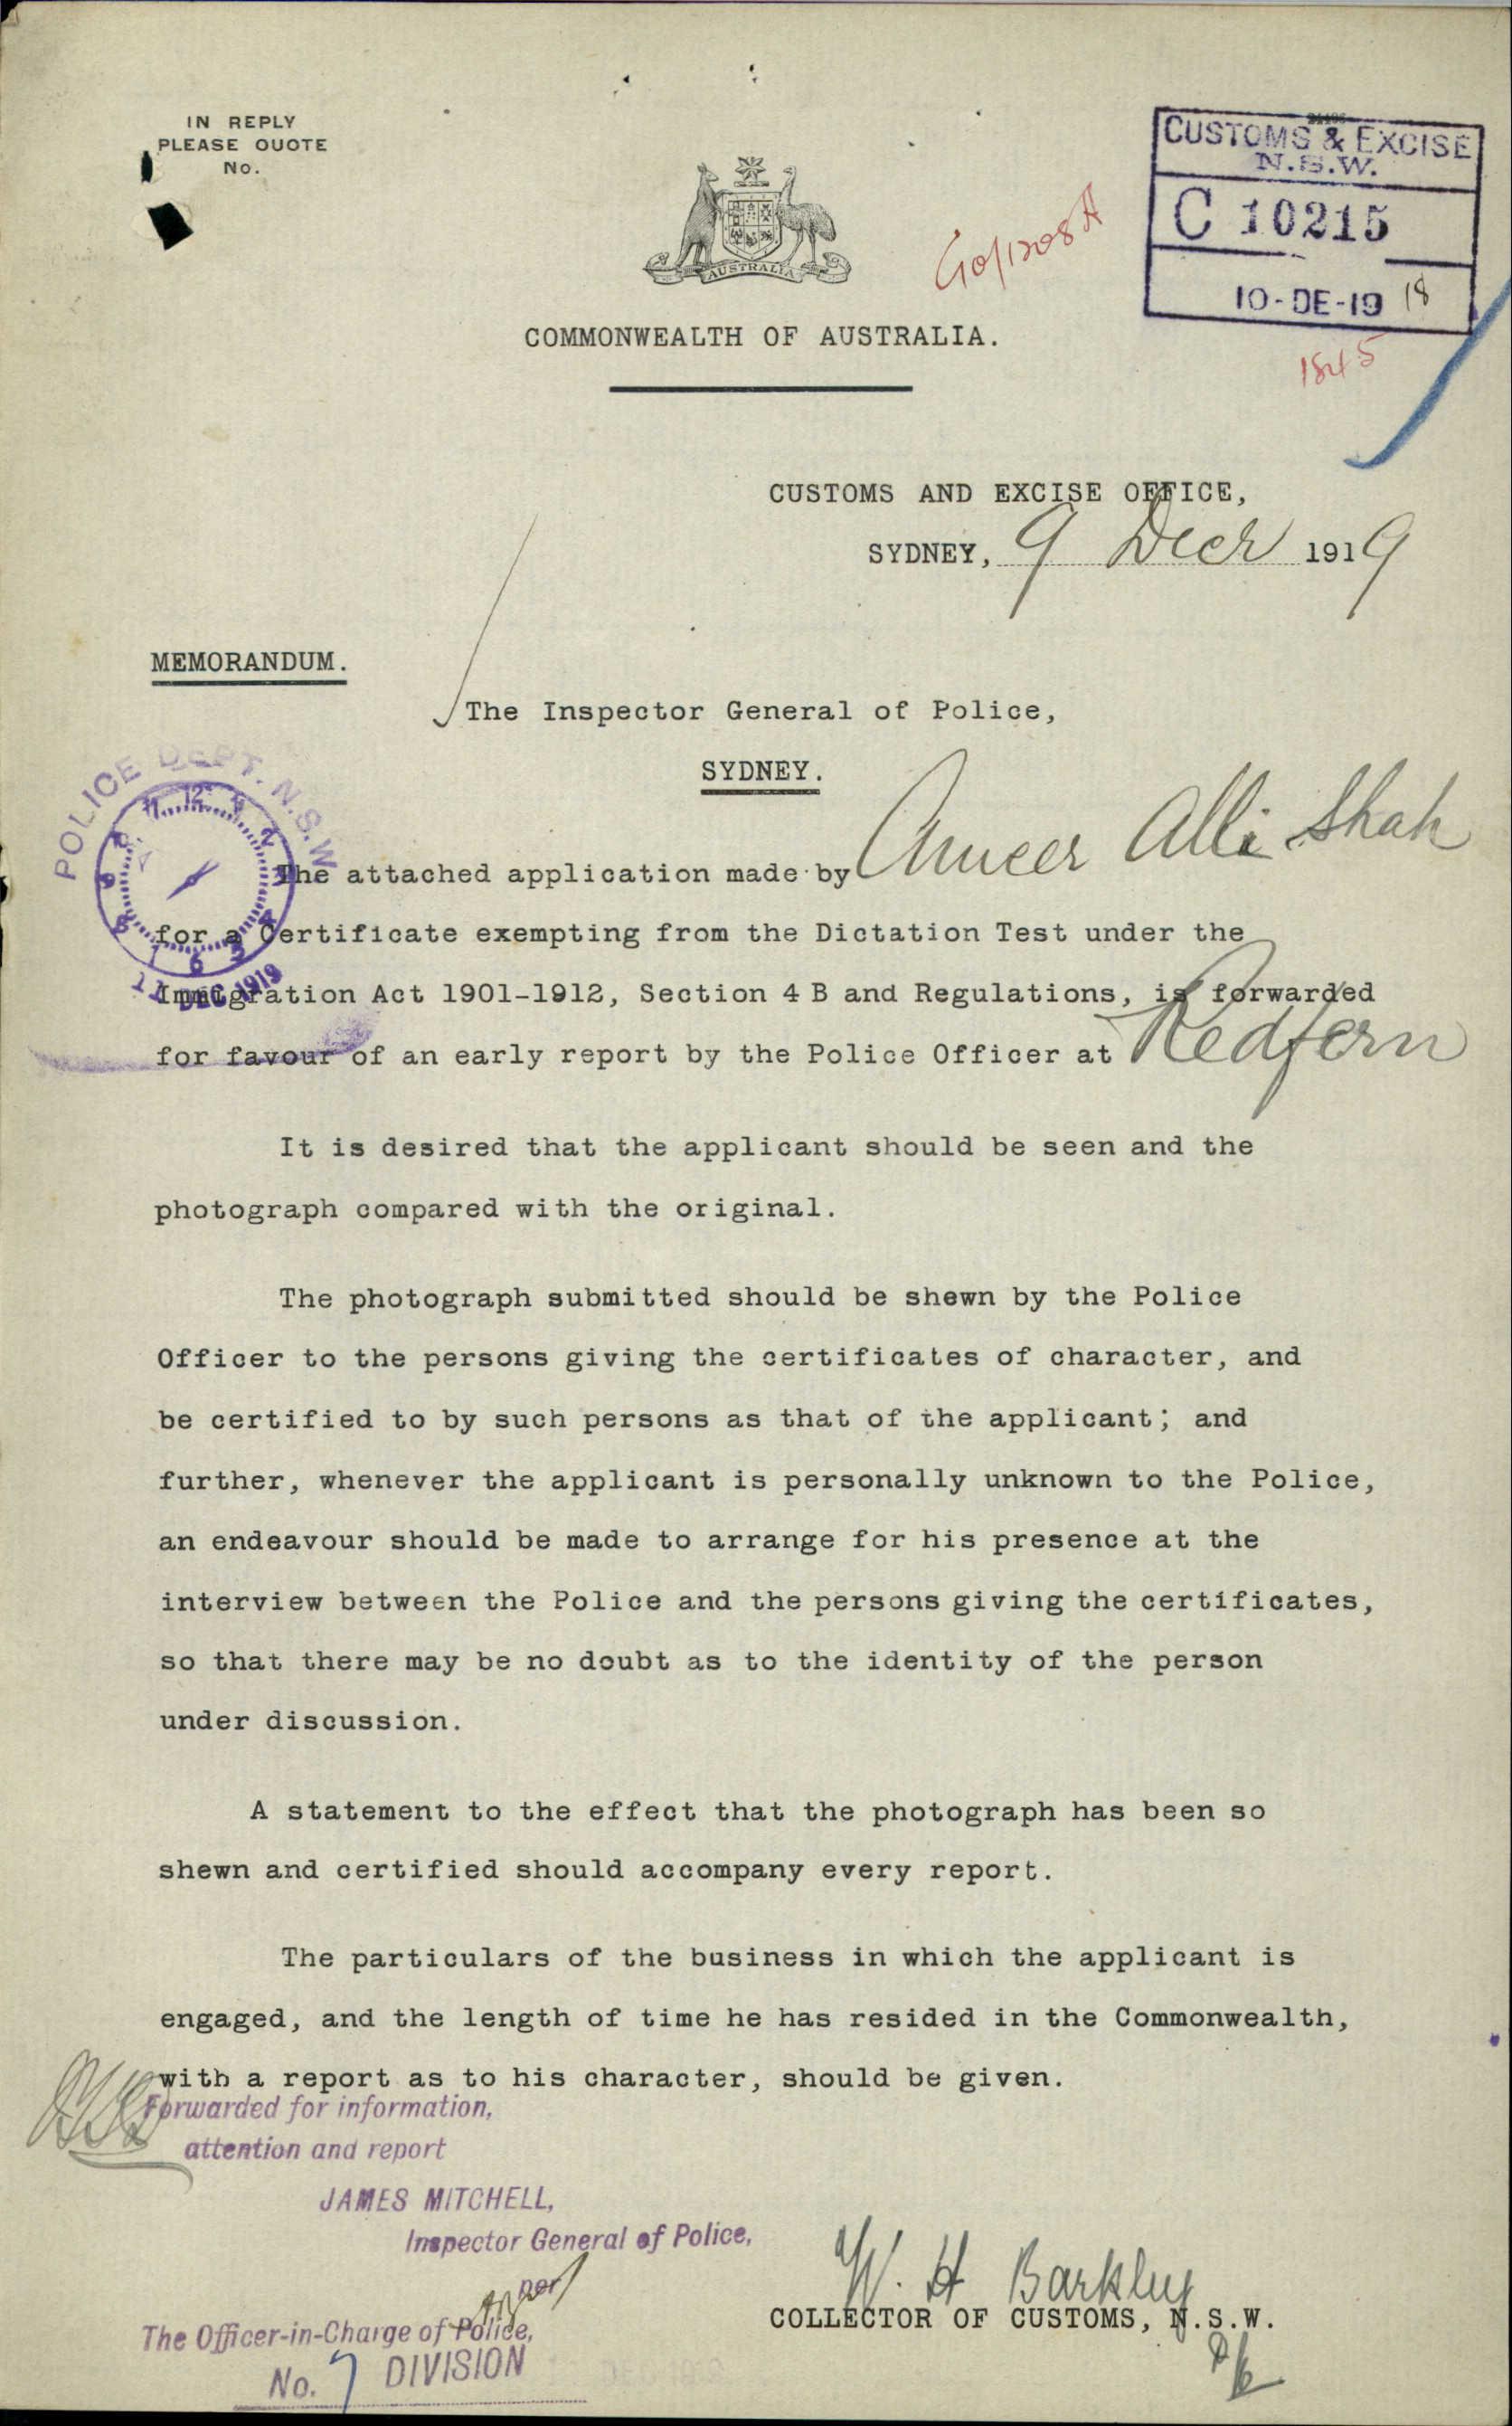 IN REPLY
PLEASE QUOTE
No.
CUSTOMS & EXCISE
N.S.W.
C 10215
10-DE-19 18
1845
AUSTRALIA
COMMONWEALTH OF AUSTRALIA.
CUSTOMS AND EXCISE OFFICE,
SYDNEY, 9 Decr 1919
MEMORANDUM.
The Inspector General of Police,
SYDNEY.
POLICE DEPT. N.S.W.
11 DEC 1919
The attached application made by Ameer Alli Shah
for a Certificate exempting from the Dictation Test under the
Immigration Act 1901-1912, Section 4 B and Regulations, is forwarded
for favour of an early report by the Police Officer at Redfern
It is desired that the applicant should be seen and the
photograph compared with the original.
The photograph submitted should be shewn by the Police
Officer to the persons giving the certificates of character, and
be certified to by such persons as that of the applicant; and
further, whenever the applicant is personally unknown to the Police,
an endeavour should be made to arrange for his presence at the
interview between the Police and the persons giving the certificates,
so that there may be no doubt as to the identity of the person
under discussion.
A statement to the effect that the photograph has been so
shewn and certified should accompany every report.
The particulars of the business in which the applicant is
engaged, and the length of time he has resided in the Commonwealth,
with a report as to his character, should be given.
Forwarded for information,
attention and report
JAMES MITCHELL,
Inspector General of Police,
per
W. H Barkley
COLLECTOR OF CUSTOMS, N.S.W.
The Officer-in-Charge of Police,
No. 7 DIVISION